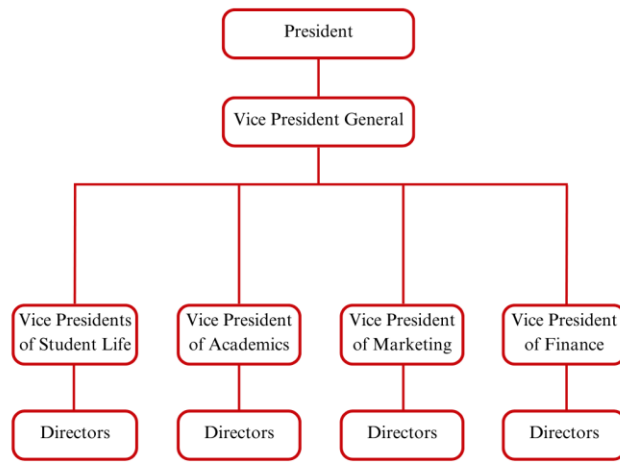 President
Vice President General
Vice Presidents
of Student Life
Vice President
of Academics
Vice President
of Marketing
Vice President
of Finance
Directors
Directors
Directors
Directors